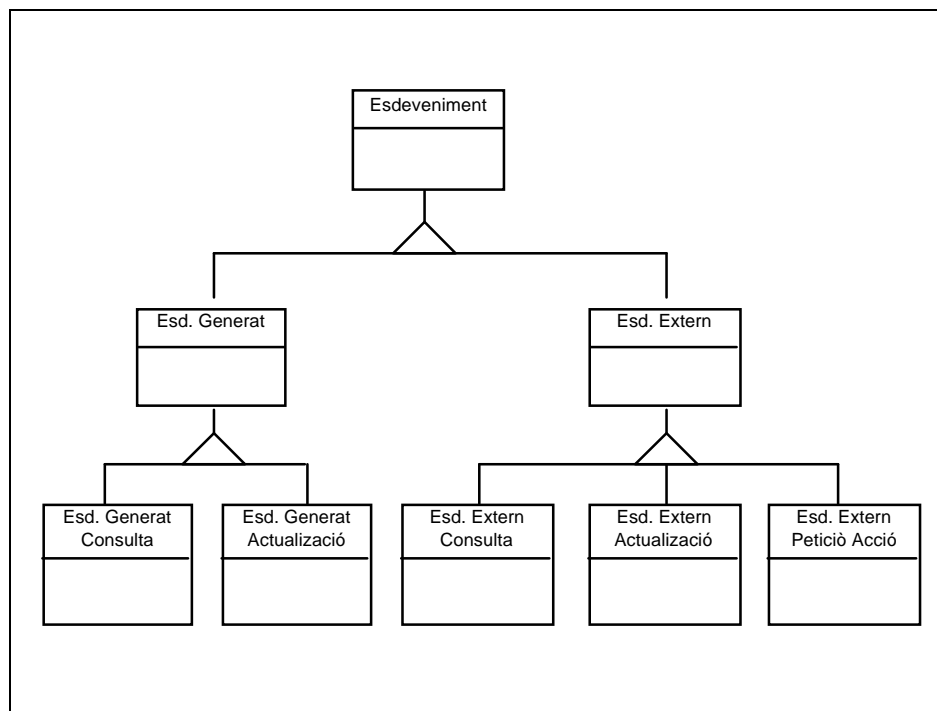 Esdeveniment
Esd. Generat
Esd. Extern
Esd. Generat
Consulta
Esd. Generat
Actualizació
Esd. Extern
Consulta
Esd. Extern
Actualizació
Esd. Extern
Peticiò Acció